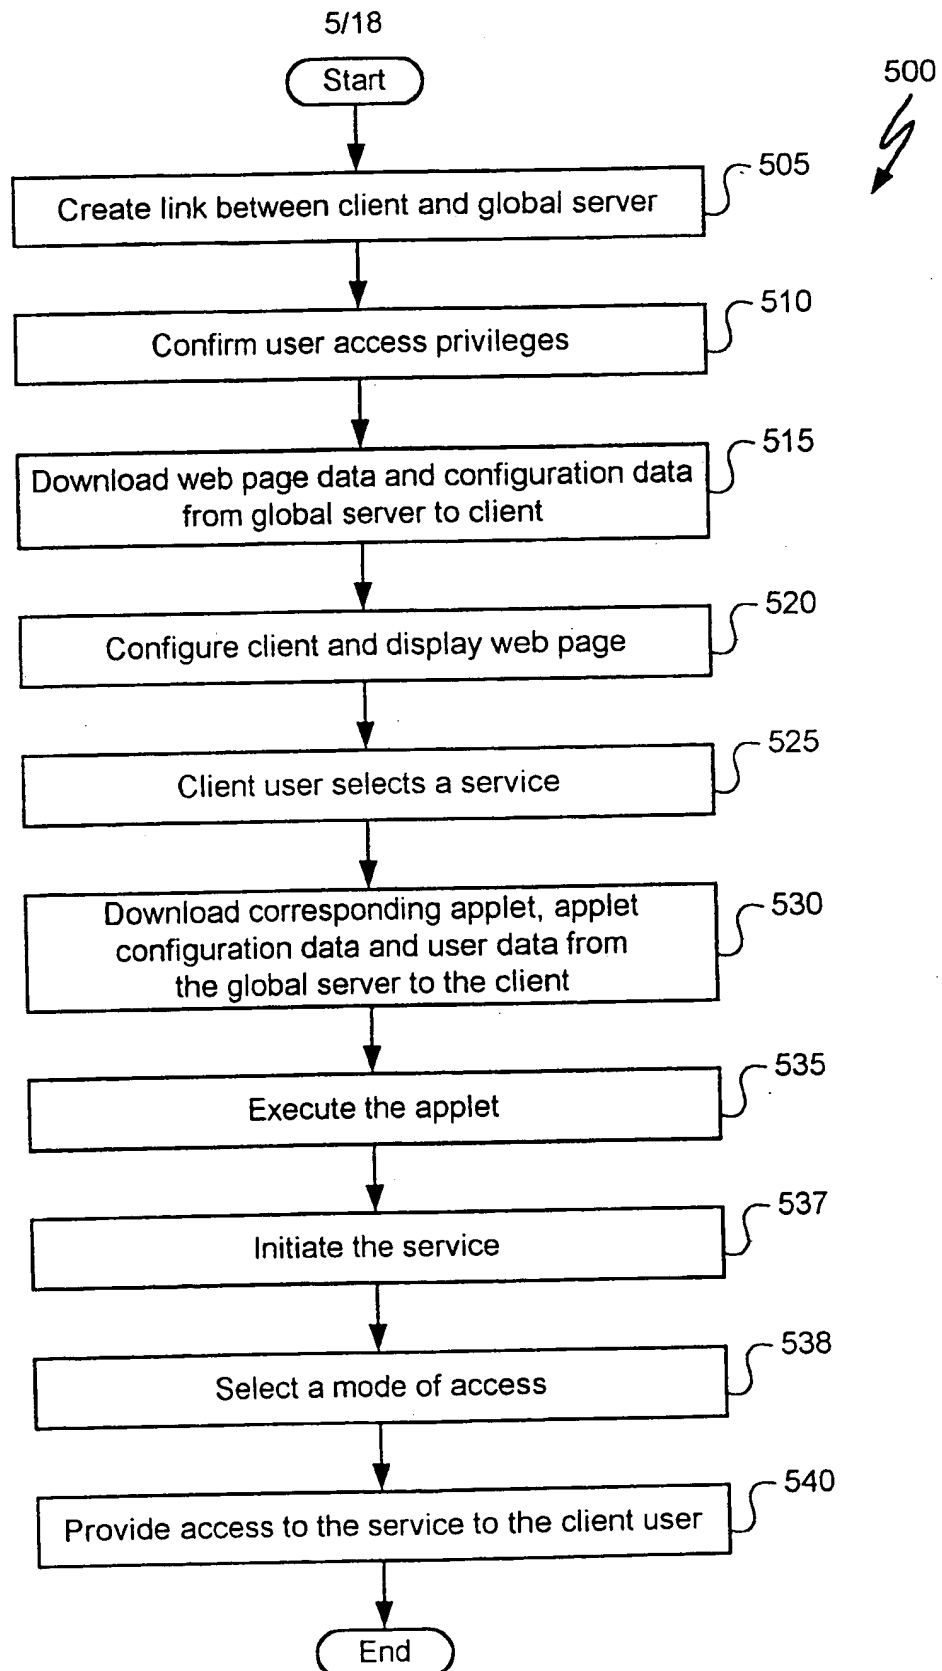 5/18
Start
500
Create link between client and global server
505
Confirm user access privileges
510
Download web page data and configuration data
from global server to client
515
Configure client and display web page
520
Client user selects a service
525
Download corresponding applet, applet
configuration data and user data from
the global server to the client
530
Execute the applet
535
Initiate the service
537
Select a mode of access
538
Provide access to the service to the client user
540
End